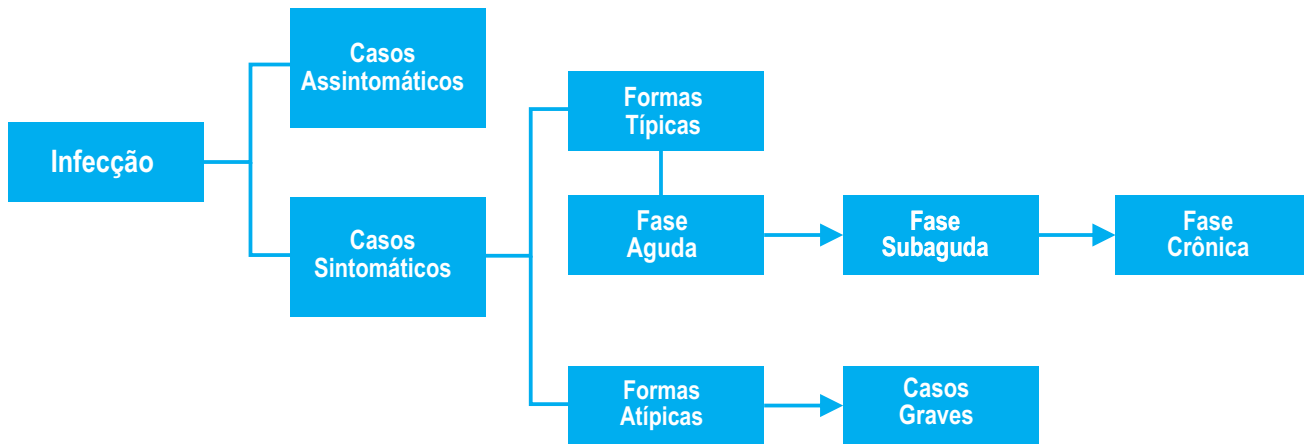 Casos
Assintomáticos
Infecção
Casos
Sintomáticos
Formas
Típicas
Fase
Aguda
Fase
Subaguda
Fase
Crônica
Formas
Atípicas
Casos
Graves